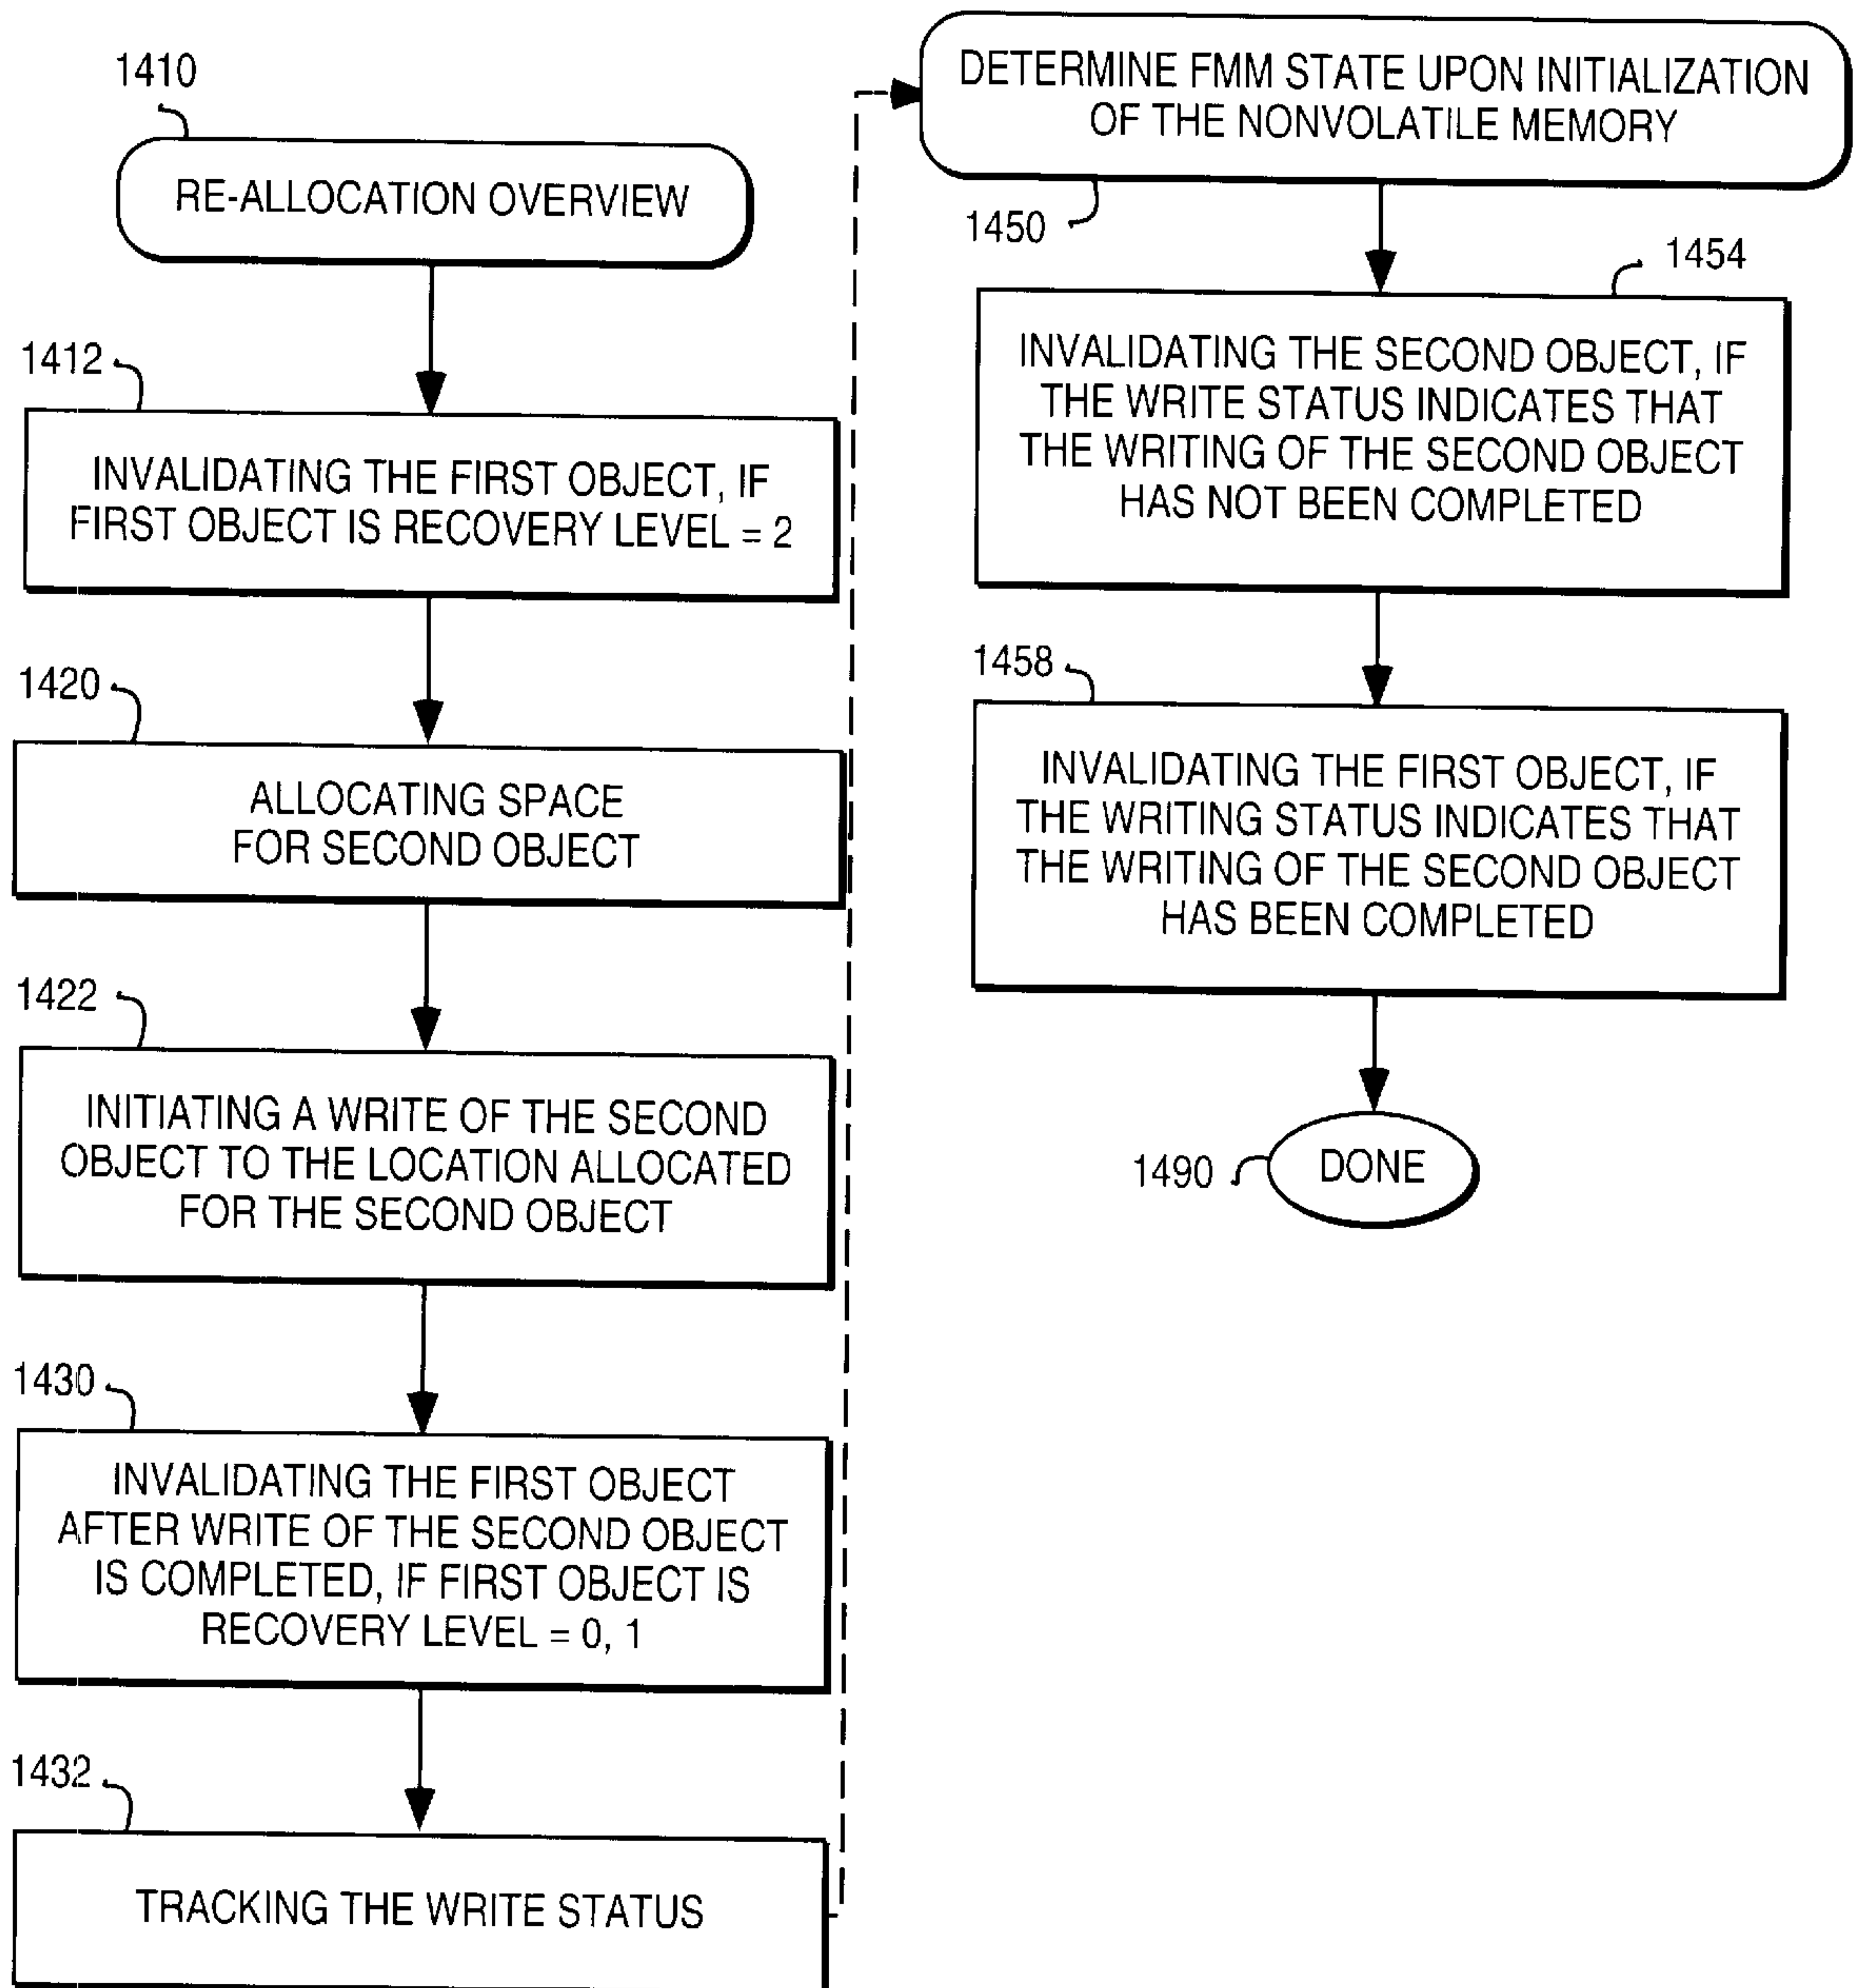 1410
RE-ALLOCATION OVERVIEW
1412
INVALIDATING THE FIRST OBJECT, IF
FIRST OBJECT IS RECOVERY LEVEL = 2
1420
ALLOCATING SPACE
FOR SECOND OBJECT
1422
INITIATING A WRITE OF THE SECOND
OBJECT TO THE LOCATION ALLOCATED
FOR THE SECOND OBJECT
1430
INVALIDATING THE FIRST OBJECT
AFTER WRITE OF THE SECOND OBJECT
IS COMPLETED, IF FIRST OBJECT IS
RECOVERY LEVEL = 0, 1
1432
TRACKING THE WRITE STATUS
DETERMINE FMM STATE UPON INITIALIZATION
OF THE NONVOLATILE MEMORY
1450
1454
INVALIDATING THE SECOND OBJECT, IF
THE WRITE STATUS INDICATES THAT
THE WRITING OF THE SECOND OBJECT
HAS NOT BEEN COMPLETED
1458
INVALIDATING THE FIRST OBJECT, IF
THE WRITING STATUS INDICATES THAT
THE WRITING OF THE SECOND OBJECT
HAS BEEN COMPLETED
1490
DONE